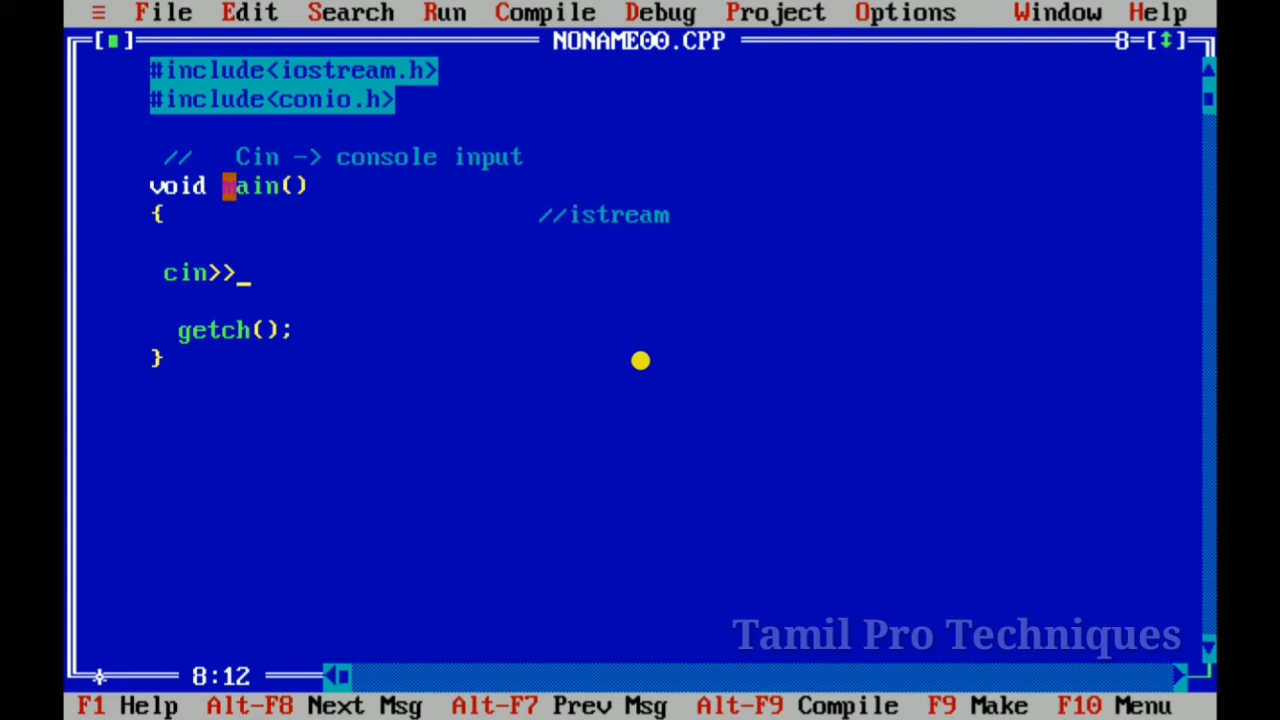 ≡ File Edit Search Run Compile Debug Project Options Window Help
[■] NONAME00.CPP 8=[↕]
#include<iostream.h>
#include<conio.h>
// Cin -> console input
void main()
{ //istream
cin>>_
getch();
}
Tamil Pro Techniques
8:12
F1 Help Alt-F8 Next Msg Alt-F7 Prev Msg Alt-F9 Compile F9 Make F10 Menu